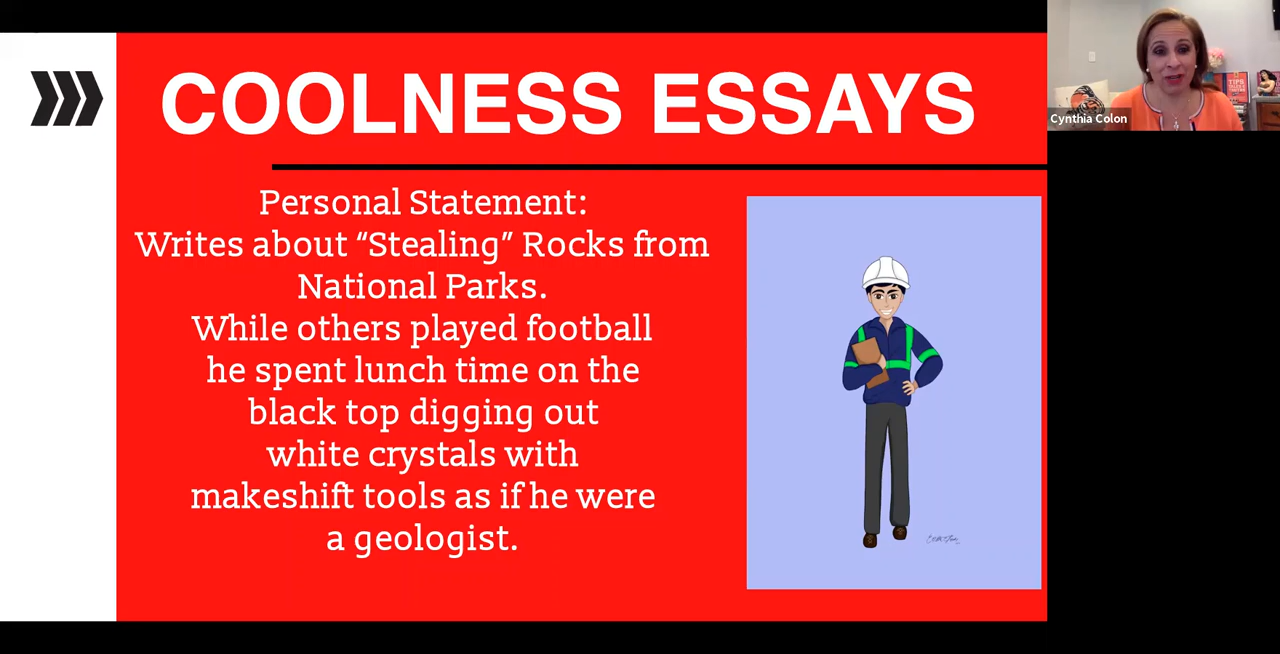 COOLNESS ESSAYS
Personal Statement:
Writes about “Stealing” Rocks from
National Parks.
While others played football
he spent lunch time on the
black top digging out
white crystals with
makeshift tools as if he were
a geologist.
Cynthia Colon